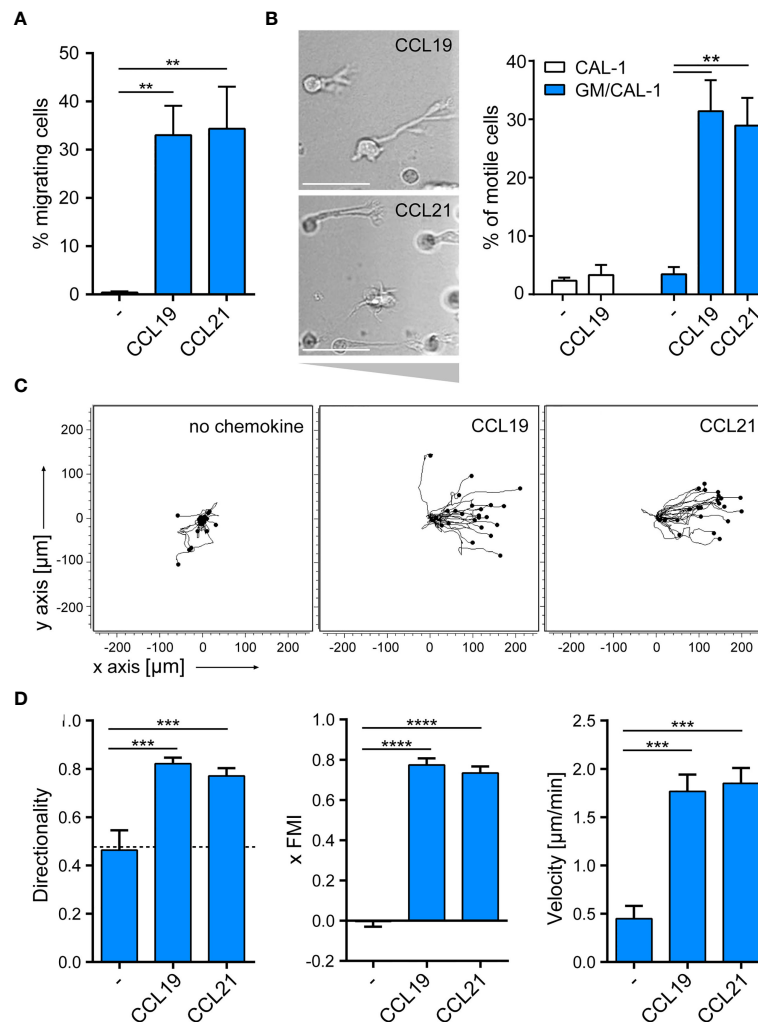 A
% migrating cells
50
40
30
20
10
0
**
**
-
CCL19
CCL21
B
CCL19
CCL21
% of motile cells
40
30
20
10
0
CAL-1
GM/CAL-1
**
-
CCL19
-
CCL19
CCL21
C
y axis [µm]
200
100
0
-100
-200
no chemokine
CCL19
CCL21
-200 -100 0 100 200
-200 -100 0 100 200
-200 -100 0 100 200
x axis [µm]
D
Directionality
1.0
0.8
0.6
0.4
0.2
0.0
***
***
-
CCL19
CCL21
x FMI
1.0
0.8
0.6
0.4
0.2
0.0
-0.2
****
****
-
CCL19
CCL21
Velocity [µm/min]
2.5
2.0
1.5
1.0
0.5
0.0
***
***
-
CCL19
CCL21